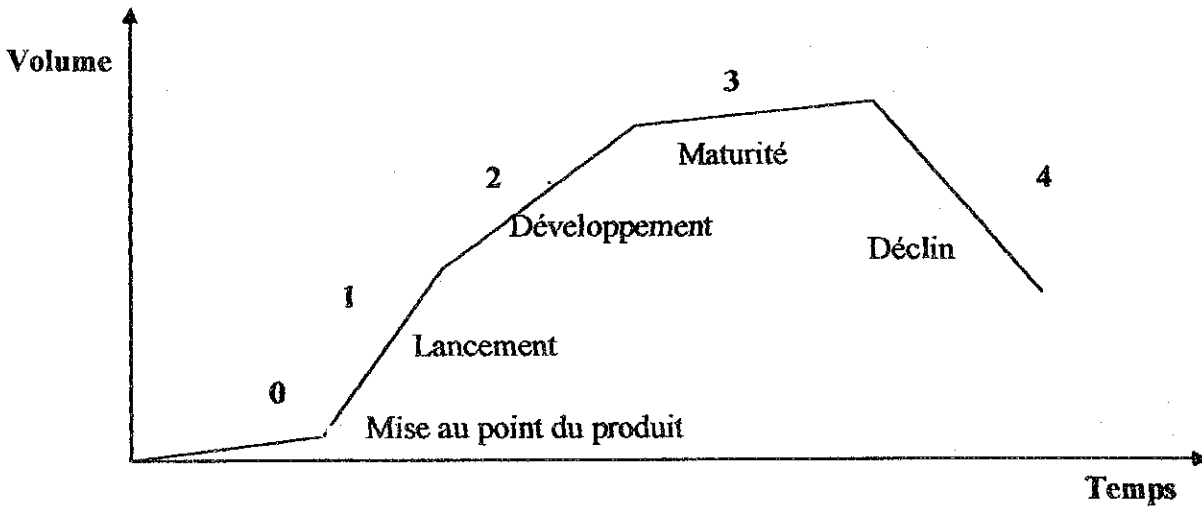 Volume
3
Maturité
2
4
Développement
Déclin
1
Lancement
0
Mise au point du produit
Temps